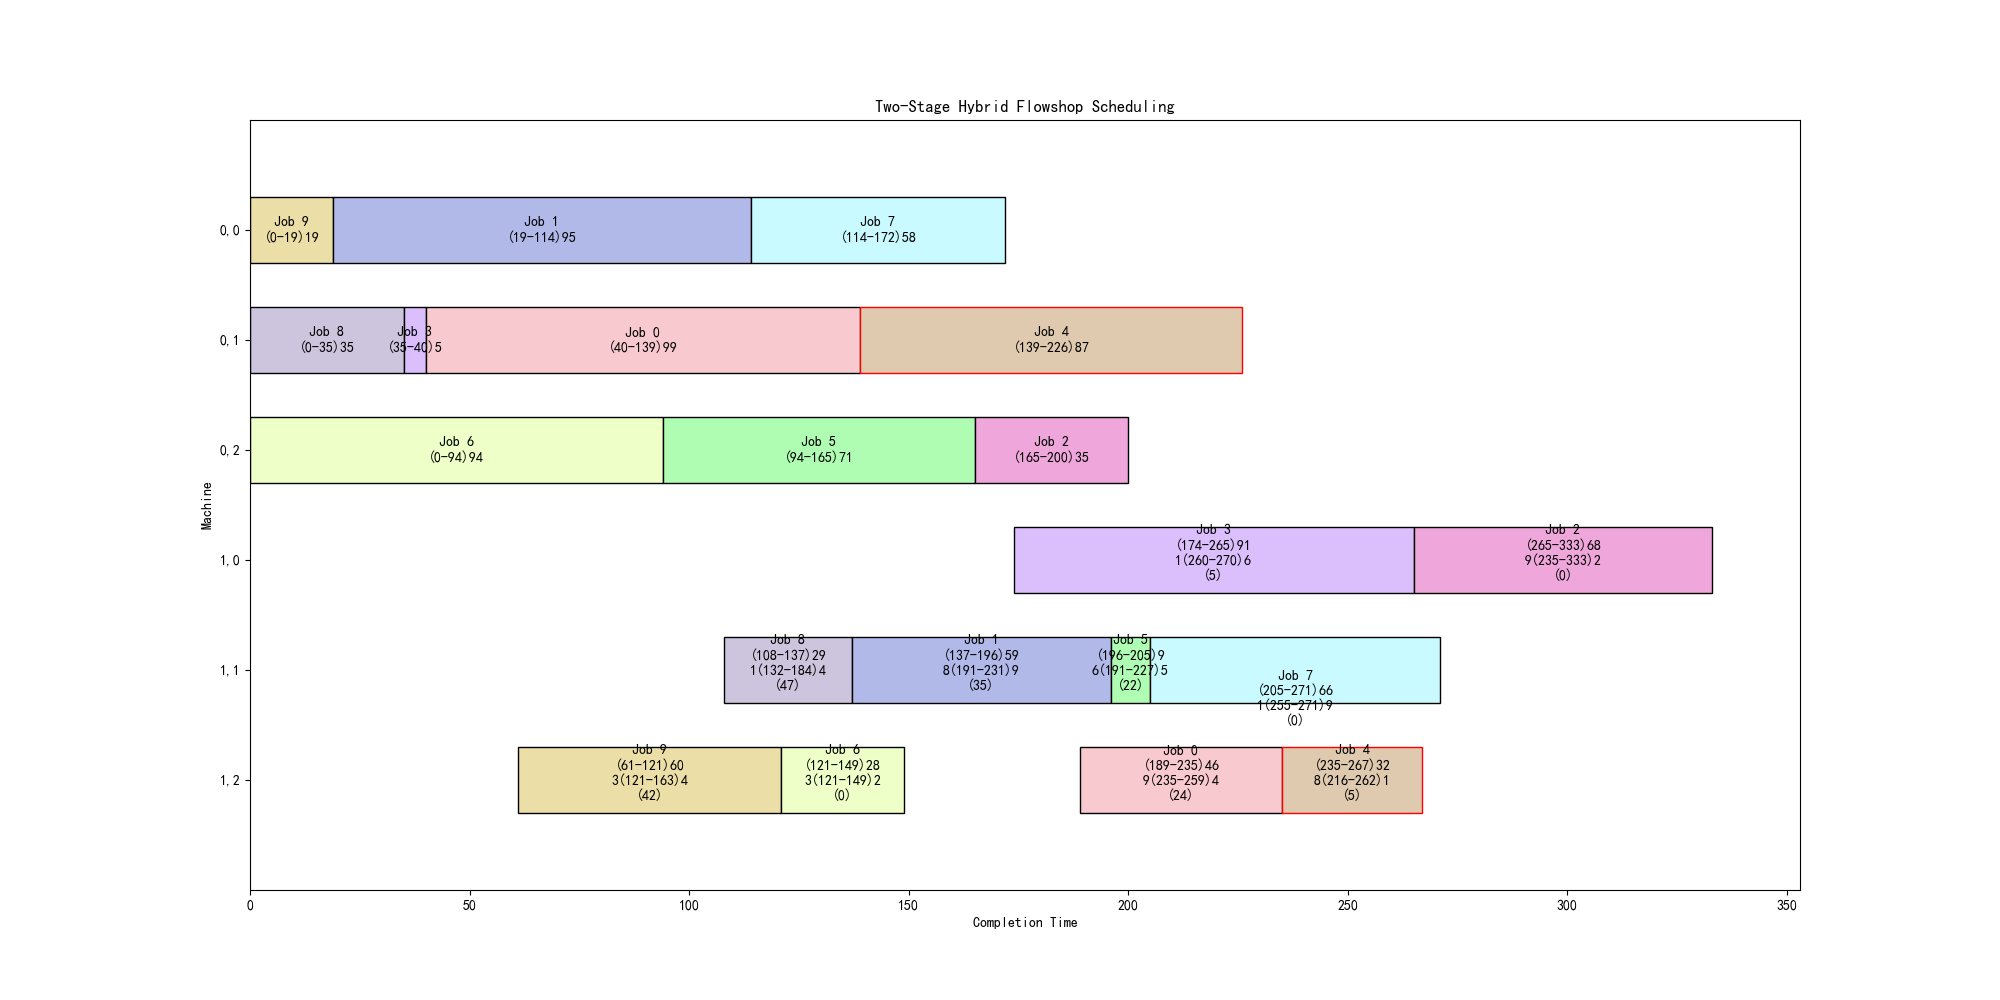 Two-Stage Hybrid Flowshop Scheduling
0,0
Job 9
(0-19)19
Job 1
(19-114)95
Job 7
(114-172)58
0,1
Job 8
(0-35)35
Job 3
(35-40)5
Job 0
(40-139)99
Job 4
(139-226)87
0,2
Job 6
(0-94)94
Job 5
(94-165)71
Job 2
(165-200)35
Machine
1,0
Job 3
(174-265)91
1(260-270)6
(5)
Job 2
(265-333)68
9(235-333)2
(0)
1,1
Job 8
(108-137)29
1(132-184)4
(47)
Job 1
(137-196)59
8(191-231)9
(35)
Job 5
(196-205)9
6(191-227)5
(22)
Job 7
(205-271)66
1(255-271)9
(0)
1,2
Job 9
(61-121)60
3(121-163)4
(42)
Job 6
(121-149)28
3(121-149)2
(0)
Job 0
(189-235)46
9(235-259)4
(24)
Job 4
(235-267)32
8(216-262)1
(5)
0
50
100
150
200
250
300
350
Completion Time